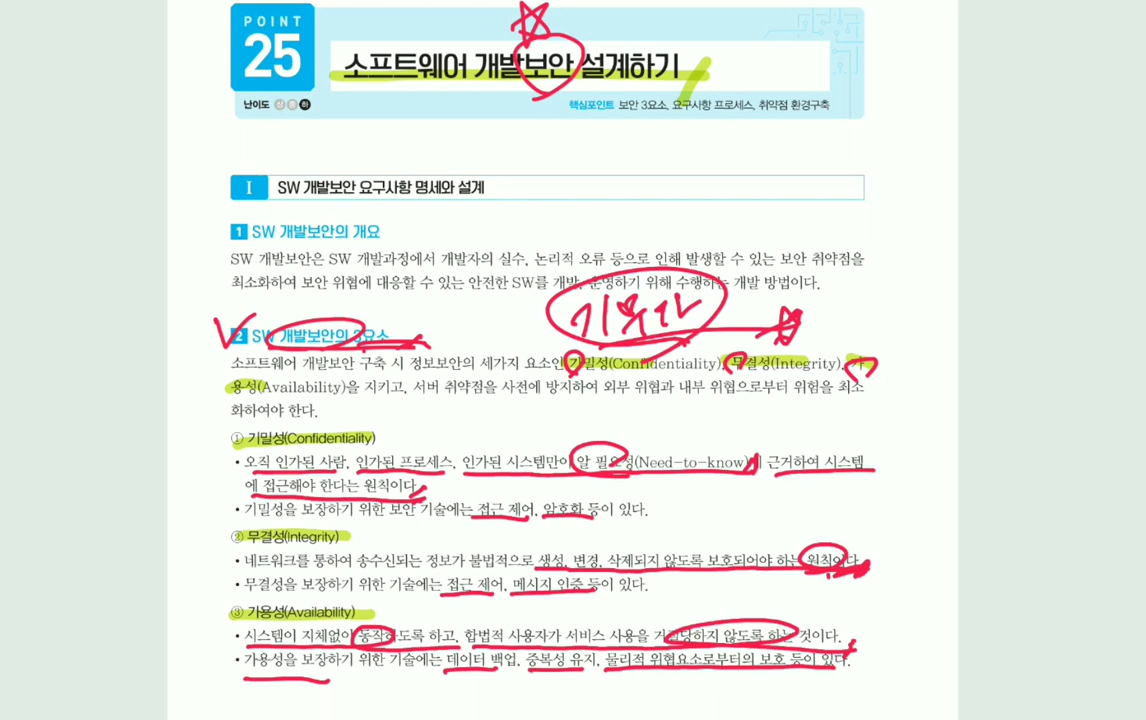 POINT
25
소프트웨어 개발보안 설계하기
난이도 상 중 하
핵심포인트 보안 3요소, 요구사항 프로세스, 취약점 환경구축
I SW 개발보안 요구사항 명세와 설계
1 SW 개발보안의 개요
SW 개발보안은 SW 개발과정에서 개발자의 실수, 논리적 오류 등으로 인해 발생할 수 있는 보안 취약점을
최소화하여 보안 위협에 대응할 수 있는 안전한 SW를 개발, 운영하기 위해 수행하는 개발 방법이다.
기무가
2 SW 개발보안의 3요소
소프트웨어 개발보안 구축 시 정보보안의 세가지 요소인 기밀성(Confidentiality), 무결성(Integrity), 가
용성(Availability)을 지키고, 서버 취약점을 사전에 방지하여 외부 위협과 내부 위협으로부터 위험을 최소
화하여야 한다.
① 기밀성(Confidentiality)
• 오직 인가된 사람, 인가된 프로세스, 인가된 시스템만이 알 필요성(Need-to-know)에 근거하여 시스템
에 접근해야 한다는 원칙이다.
• 기밀성을 보장하기 위한 보안 기술에는 접근 제어, 암호화 등이 있다.
② 무결성(Integrity)
• 네트워크를 통하여 송수신되는 정보가 불법적으로 생성, 변경, 삭제되지 않도록 보호되어야 하는 원칙이다.
• 무결성을 보장하기 위한 기술에는 접근 제어, 메시지 인증 등이 있다.
③ 가용성(Availability)
• 시스템이 지체없이 동작하도록 하고, 합법적 사용자가 서비스 사용을 거절당하지 않도록 하는 것이다.
• 가용성을 보장하기 위한 기술에는 데이터 백업, 중복성 유지, 물리적 위협요소로부터의 보호 등이 있다.